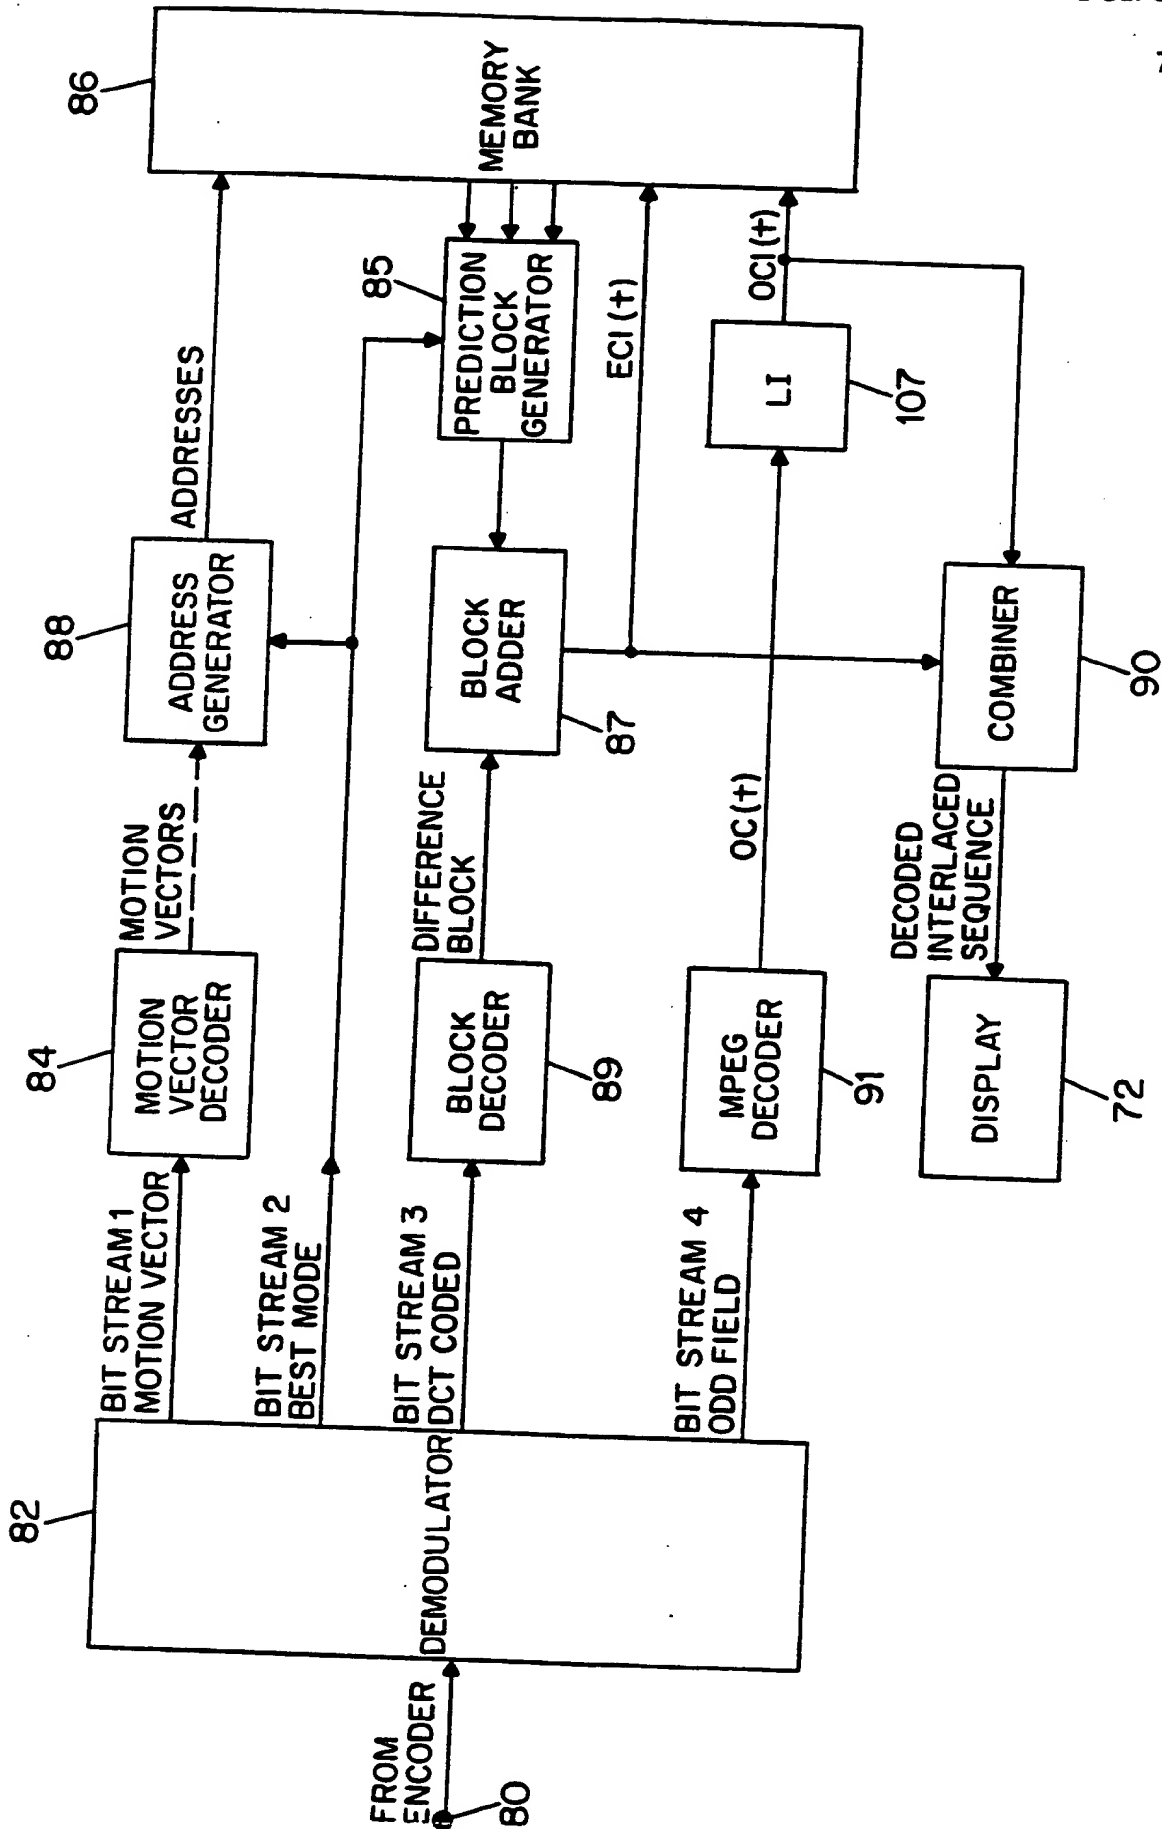 80
FROM
ENCODER
82
DEMODULATOR
BIT STREAM 1
MOTION VECTOR
BIT STREAM 2
BEST MODE
BIT STREAM 3
DCT CODED
BIT STREAM 4
ODD FIELD
84
MOTION
VECTOR
DECODER
MOTION
VECTORS
88
ADDRESS
GENERATOR
ADDRESSES
86
MEMORY
BANK
BLOCK
DECODER
89
DIFFERENCE
BLOCK
BLOCK
ADDER
87
85
PREDICTION
BLOCK
GENERATOR
ECI (t)
MPEG
DECODER
91
OC (t)
LI
107
OCI (t)
DISPLAY
72
DECODED
INTERLACED
SEQUENCE
COMBINER
90